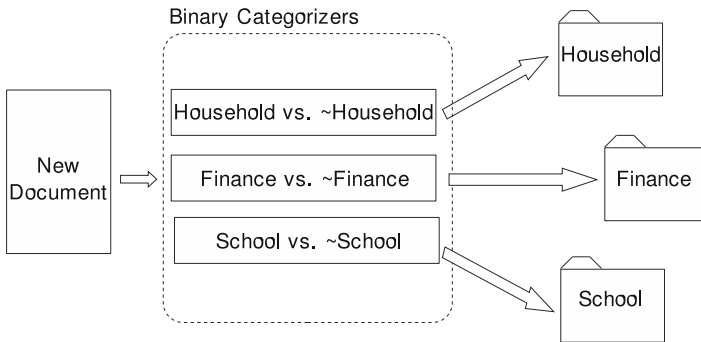 Binary Categorizers
New
Document
Household vs. ~Household
Finance vs. ~Finance
School vs. ~School
Household
Finance
School